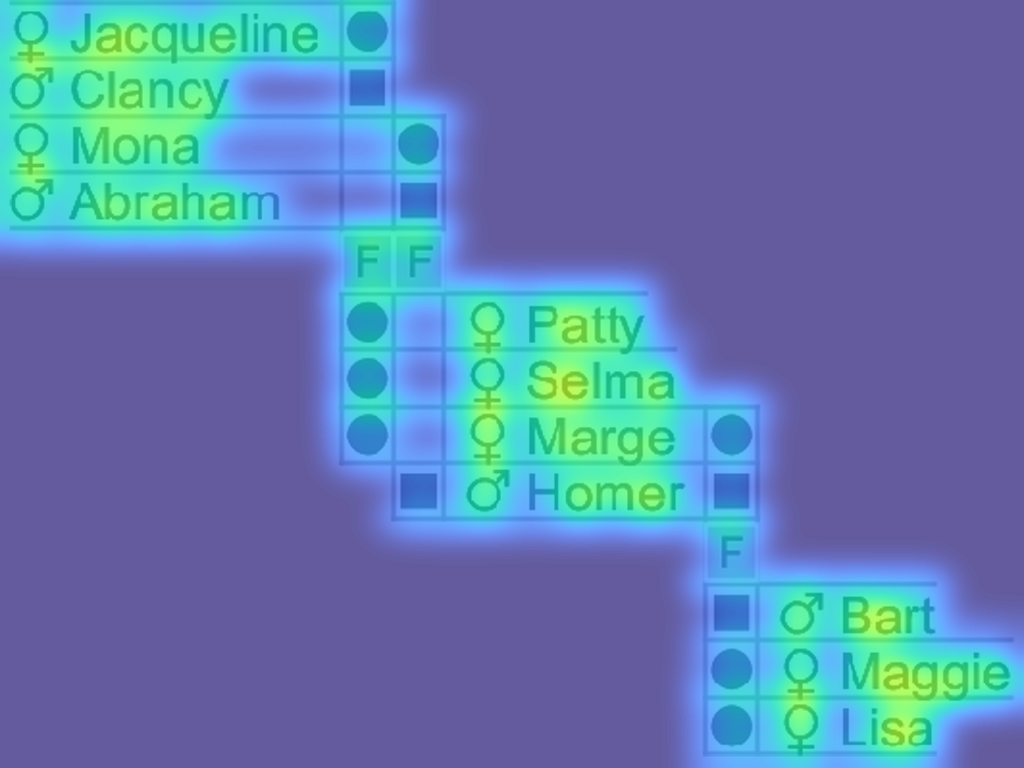 ♀ Jacqueline
♂ Clancy
♀ Mona
♂ Abraham
F F
♀ Patty
♀ Selma
♀ Marge
♂ Homer
F
♂ Bart
♀ Maggie
♀ Lisa